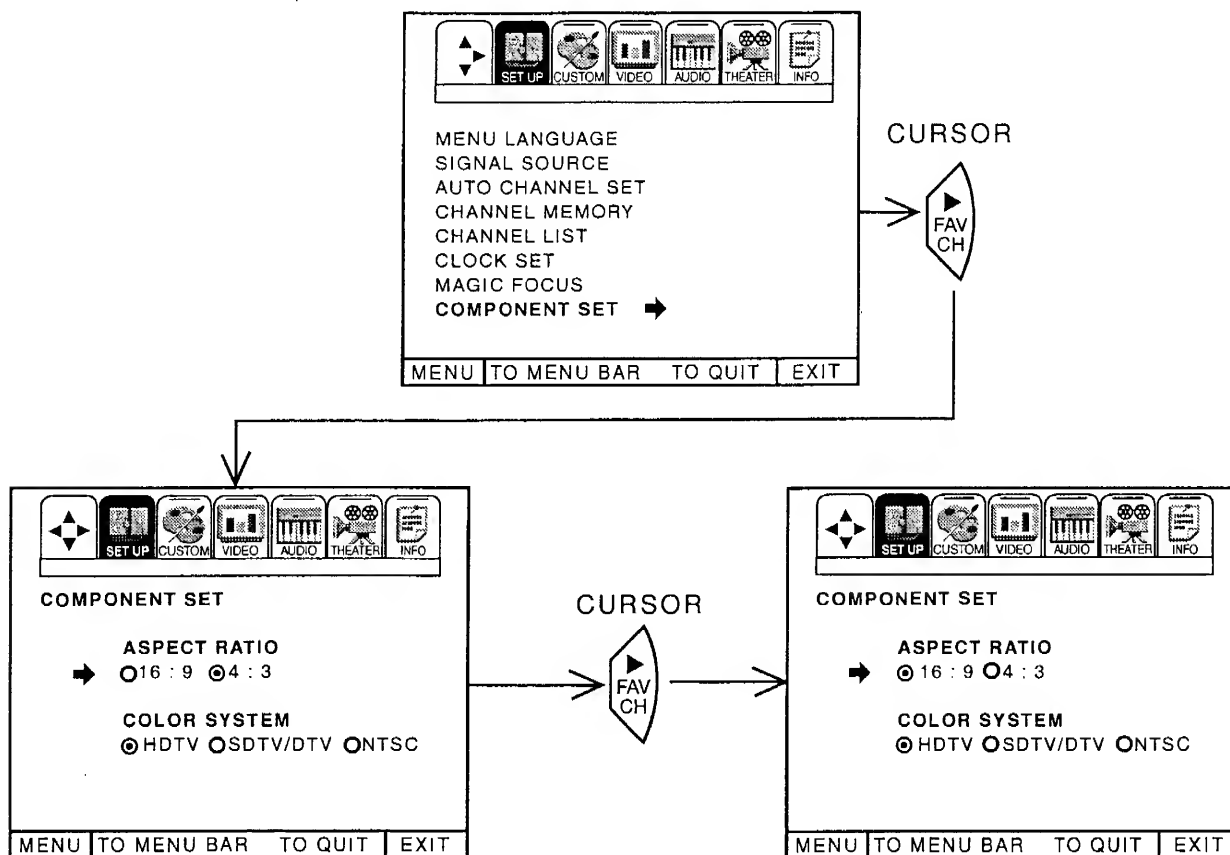 SET UP CUSTOM VIDEO AUDIO THEATER INFO
MENU LANGUAGE
SIGNAL SOURCE
AUTO CHANNEL SET
CHANNEL MEMORY
CHANNEL LIST
CLOCK SET
MAGIC FOCUS
COMPONENT SET
MENU TO MENU BAR TO QUIT EXIT
CURSOR
FAV
CH
SET UP CUSTOM VIDEO AUDIO THEATER INFO
COMPONENT SET
ASPECT RATIO
16 : 9 4 : 3
COLOR SYSTEM
HDTV SDTV/DTV NTSC
MENU TO MENU BAR TO QUIT EXIT
CURSOR
FAV
CH
SET UP CUSTOM VIDEO AUDIO THEATER INFO
COMPONENT SET
ASPECT RATIO
16 : 9 4 : 3
COLOR SYSTEM
HDTV SDTV/DTV NTSC
MENU TO MENU BAR TO QUIT EXIT